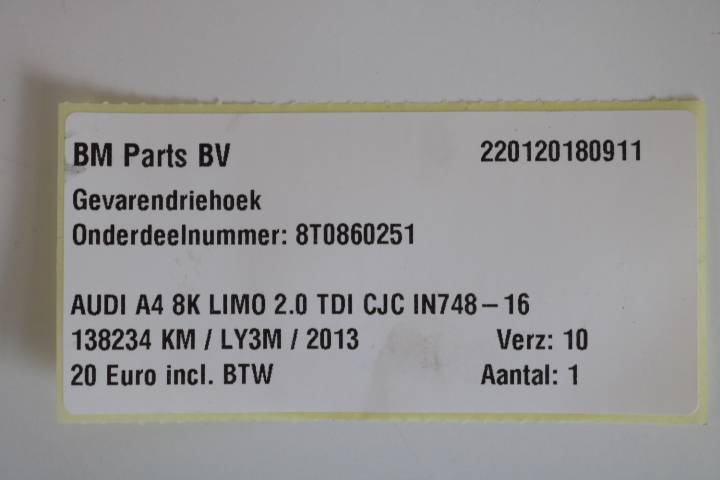 BM Parts BV 220120180911
Gevarendriehoek
Onderdeelnummer: 8T0860251
AUDI A4 8K LIMO 2.0 TDI CJC IN748-16
138234 KM / LY3M / 2013 Verz: 10
20 Euro incl. BTW Aantal: 1